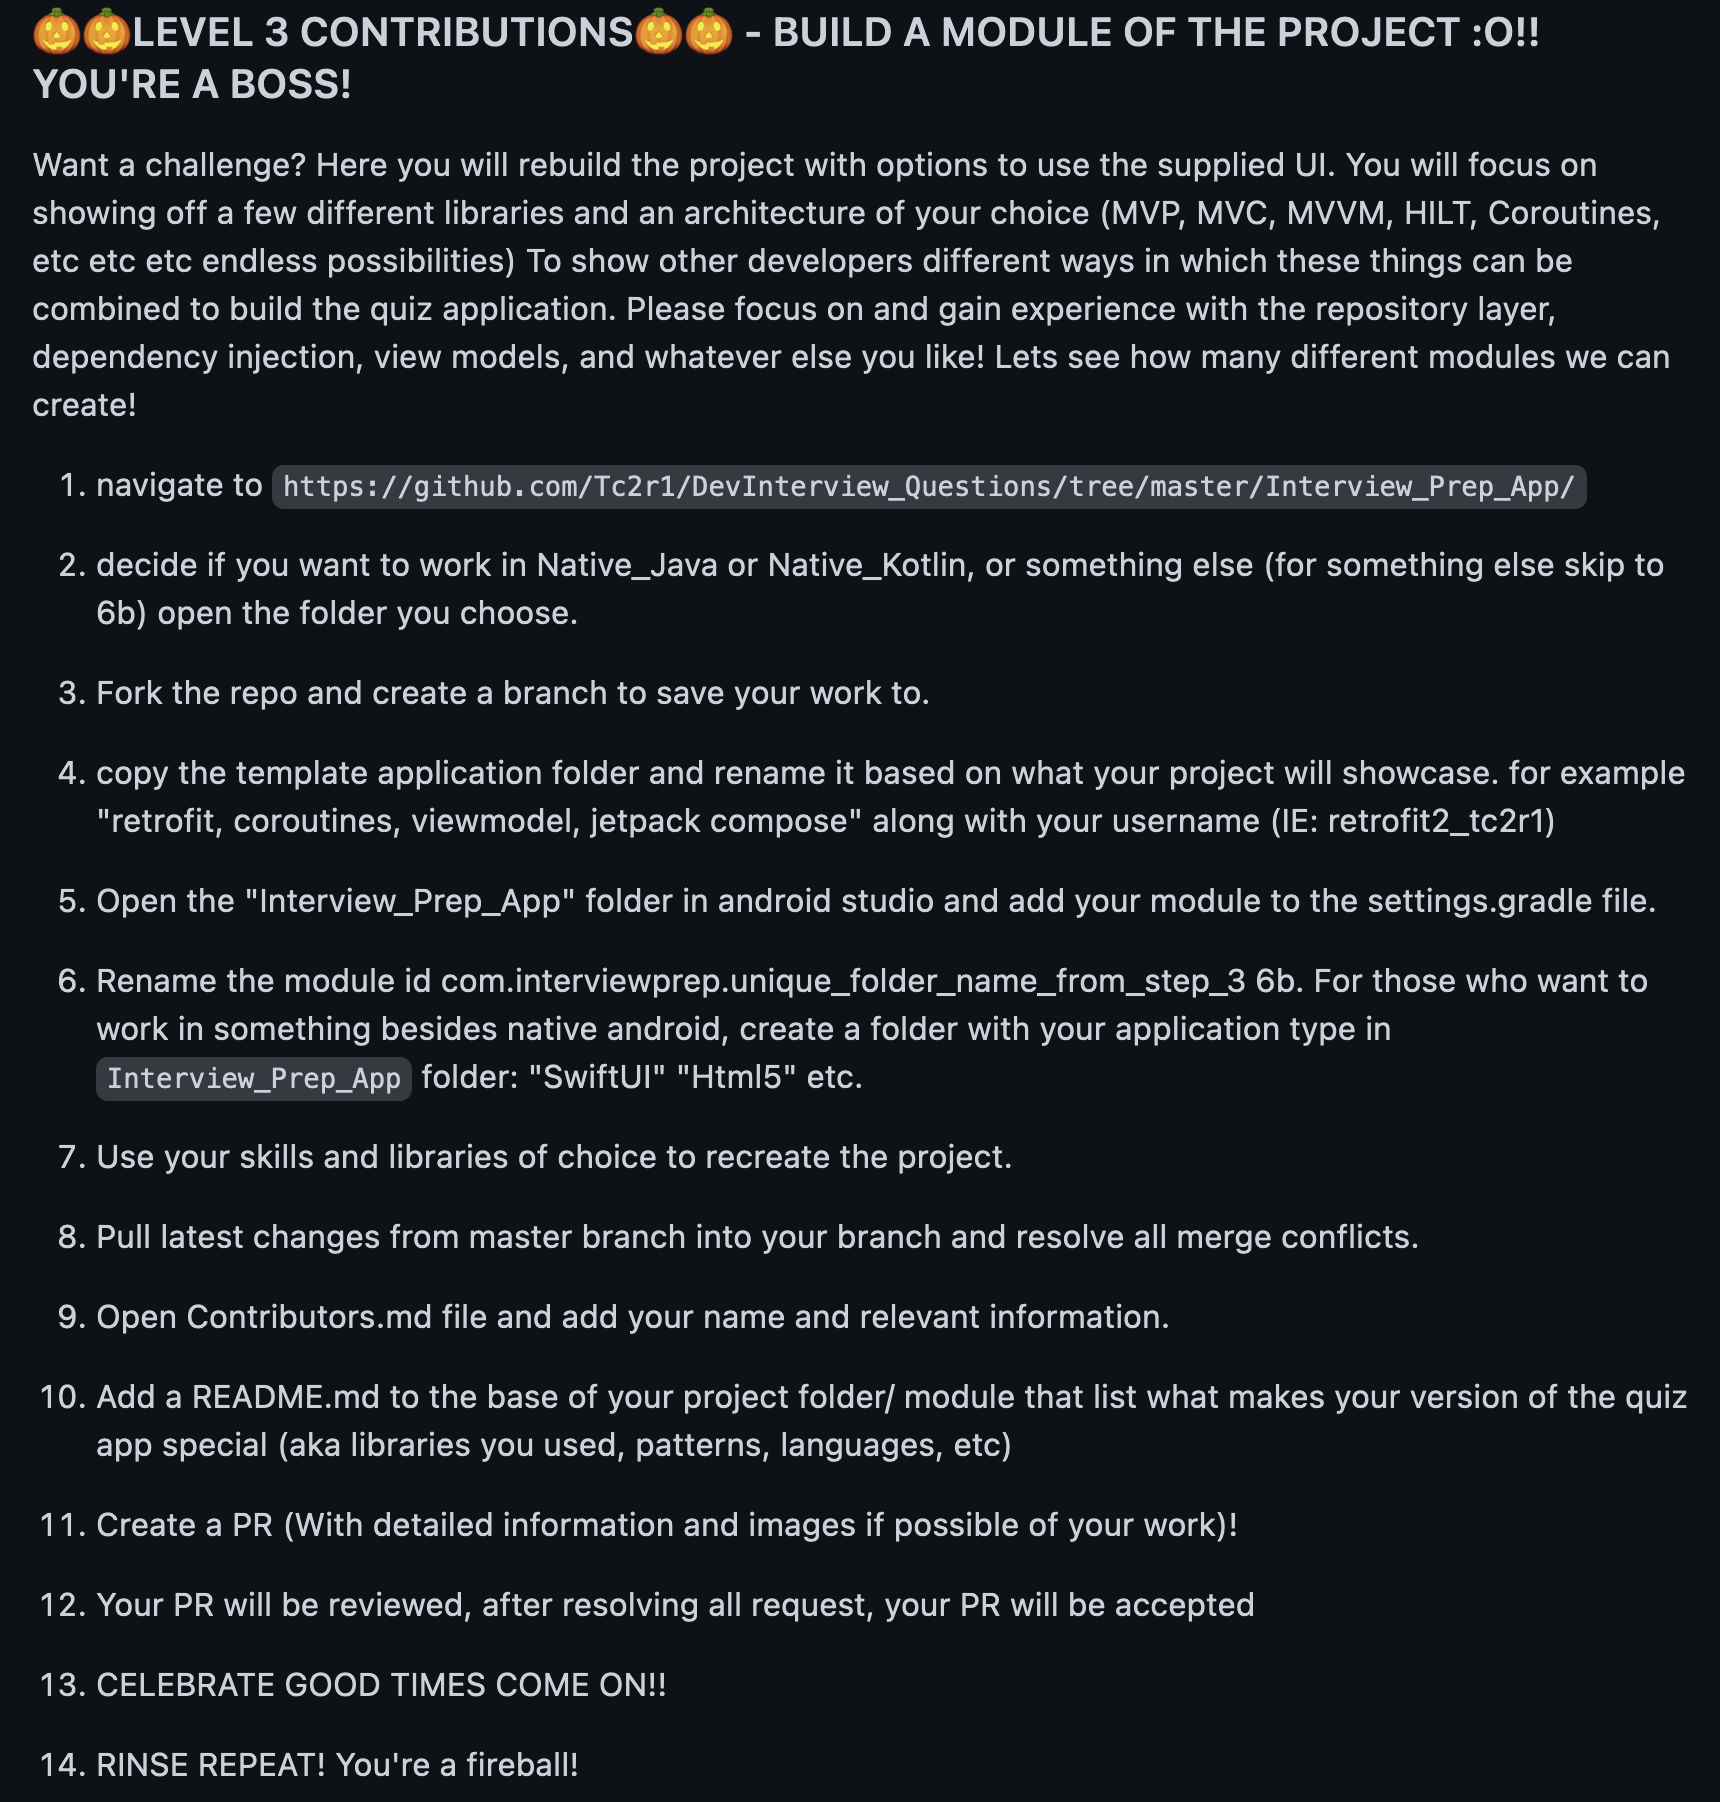 🎃🎃LEVEL 3 CONTRIBUTIONS🎃🎃 - BUILD A MODULE OF THE PROJECT :O!!
YOU'RE A BOSS!
Want a challenge? Here you will rebuild the project with options to use the supplied UI. You will focus on
showing off a few different libraries and an architecture of your choice (MVP, MVC, MVVM, HILT, Coroutines,
etc etc etc endless possibilities) To show other developers different ways in which these things can be
combined to build the quiz application. Please focus on and gain experience with the repository layer,
dependency injection, view models, and whatever else you like! Lets see how many different modules we can
create!
1. navigate to https://github.com/Tc2r1/DevInterview_Questions/tree/master/Interview_Prep_App/
2. decide if you want to work in Native_Java or Native_Kotlin, or something else (for something else skip to
6b) open the folder you choose.
3. Fork the repo and create a branch to save your work to.
4. copy the template application folder and rename it based on what your project will showcase. for example
"retrofit, coroutines, viewmodel, jetpack compose" along with your username (IE: retrofit2_tc2r1)
5. Open the "Interview_Prep_App" folder in android studio and add your module to the settings.gradle file.
6. Rename the module id com.interviewprep.unique_folder_name_from_step_3 6b. For those who want to
work in something besides native android, create a folder with your application type in
Interview_Prep_App folder: "SwiftUI" "Html5" etc.
7. Use your skills and libraries of choice to recreate the project.
8. Pull latest changes from master branch into your branch and resolve all merge conflicts.
9. Open Contributors.md file and add your name and relevant information.
10. Add a README.md to the base of your project folder/ module that list what makes your version of the quiz
app special (aka libraries you used, patterns, languages, etc)
11. Create a PR (With detailed information and images if possible of your work)!
12. Your PR will be reviewed, after resolving all request, your PR will be accepted
13. CELEBRATE GOOD TIMES COME ON!!
14. RINSE REPEAT! You're a fireball!